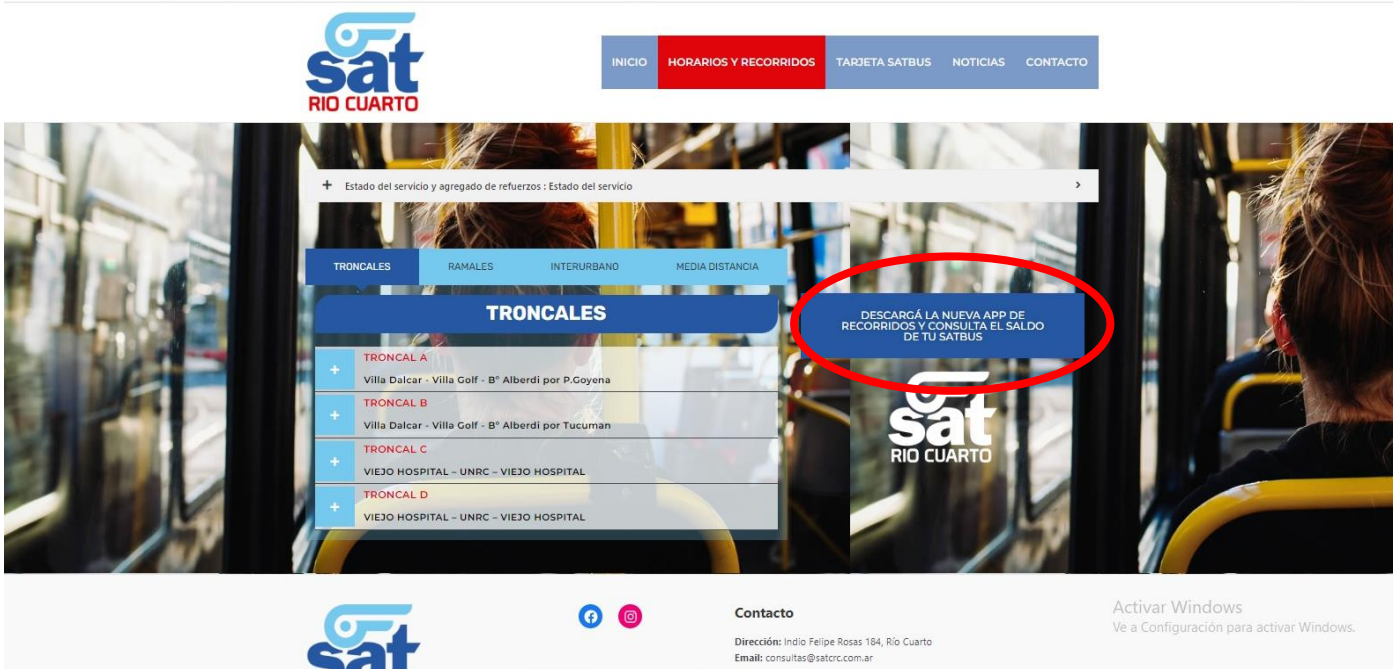 sat
RIO CUARTO
INICIO
HORARIOS Y RECORRIDOS
TARJETA SATBUS
NOTICIAS
CONTACTO
+ Estado del servicio y agregado de refuerzos : Estado del servicio >
TRONCALES
RAMALES
INTERURBANO
MEDIA DISTANCIA
TRONCALES
+ TRONCAL A
Villa Dalcar - Villa Golf - B° Alberdi por P.Goyena
+ TRONCAL B
Villa Dalcar - Villa Golf - B° Alberdi por Tucuman
+ TRONCAL C
VIEJO HOSPITAL – UNRC – VIEJO HOSPITAL
+ TRONCAL D
VIEJO HOSPITAL – UNRC – VIEJO HOSPITAL
DESCARGÁ LA NUEVA APP DE
RECORRIDOS Y CONSULTA EL SALDO
DE TU SATBUS
sat
RIO CUARTO
sat
Contacto
Dirección: Indio Felipe Rosas 184, Río Cuarto
Email: consultas@satcrc.com.ar
Activar Windows
Ve a Configuración para activar Windows.